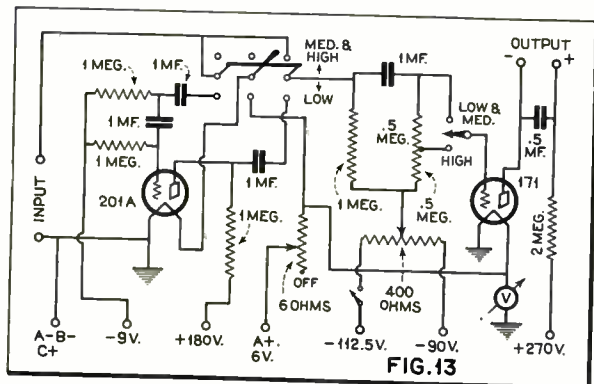 MED. &
HIGH
LOW
1 MEG.
1 MF.
1 MF.
1 MEG.
201A
INPUT
1 MF.
1 MEG.
OFF
6 OHMS
1 MF.
.5
MEG.
1 MEG.
.5
MEG.
LOW &
MED.
HIGH
400
OHMS
OUTPUT
- +
.5
MF.
171
2 MEG.
V
A-B-
C+
-9V.
+180V.
A+.
6V.
-112.5V.
-90V.
+270V.
FIG.13